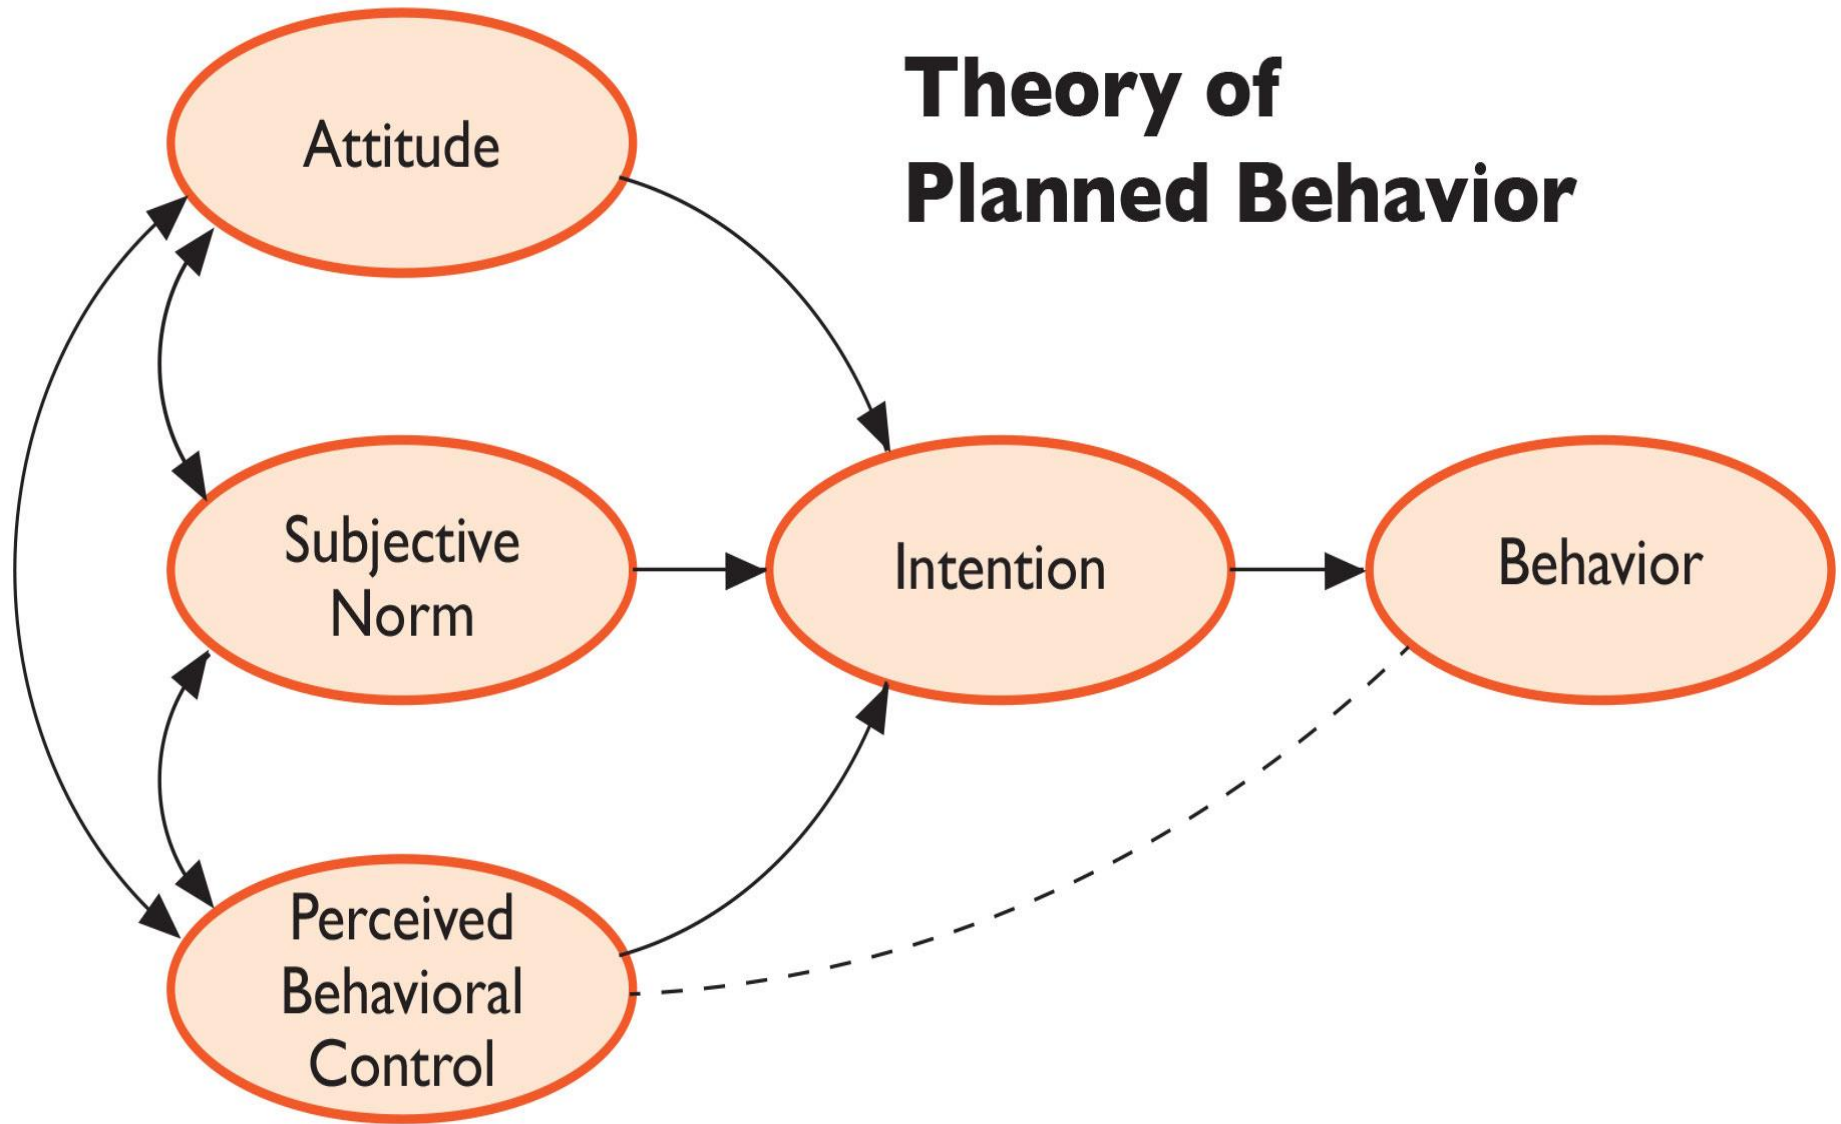 Theory of
Planned Behavior
Attitude
Subjective
Norm
Intention
Behavior
Perceived
Behavioral
Control